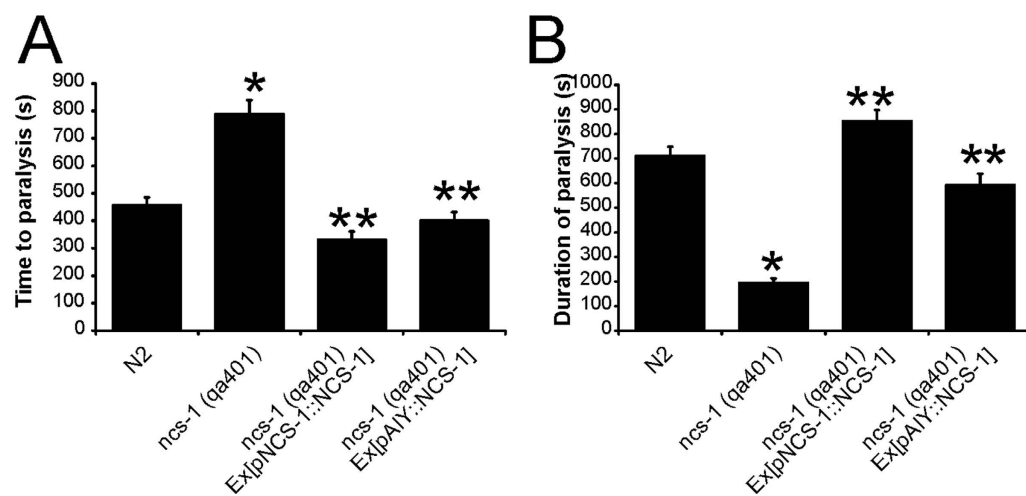 A
Time to paralysis (s)
900
800
700
600
500
400
300
200
100
0
*
**
**
N2
ncs-1 (qa401)
ncs-1 (qa401)
Ex[pNCS-1::NCS-1]
ncs-1 (qa401)
Ex[pAIY::NCS-1]
B
Duration of paralysis (s)
1000
900
800
700
600
500
400
300
200
100
0
*
**
**
N2
ncs-1 (qa401)
ncs-1 (qa401)
Ex[pNCS-1::NCS-1]
ncs-1 (qa401)
Ex[pAIY::NCS-1]